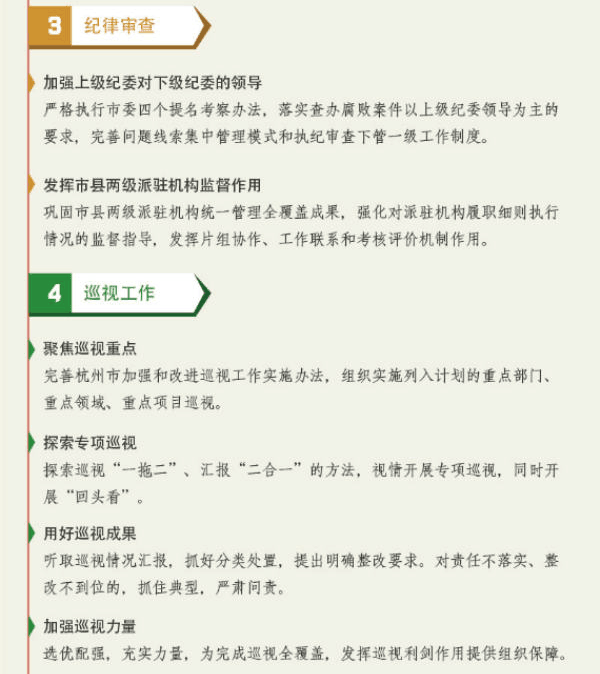 3 纪律审查
加强上级纪委对下级纪委的领导
严格执行市委四个提名考察办法，落实查办腐败案件以上级纪委领导为主的
要求，完善问题线索集中管理模式和执纪审查下管一级工作制度。
发挥市县两级派驻机构监督作用
巩固市县两级派驻机构统一管理全覆盖成果，强化对派驻机构履职细则执行
情况的监督指导，发挥片组协作、工作联系和考核评价机制作用。
4 巡视工作
聚焦巡视重点
完善杭州市加强和改进巡视工作实施办法，组织实施列入计划的重点部门、
重点领域、重点项目巡视。
探索专项巡视
探索巡视“一拖二”、汇报“二合一”的方法，视情开展专项巡视，同时开
展“回头看”。
用好巡视成果
听取巡视情况汇报，抓好分类处置，提出明确整改要求。对责任不落实、整
改不到位的，抓住典型，严肃问责。
加强巡视力量
选优配强，充实力量，为完成巡视全覆盖，发挥巡视利剑作用提供组织保障。